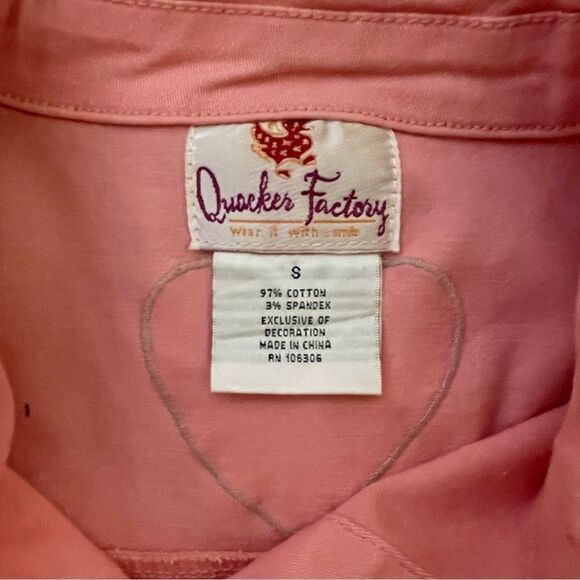 Quacker Factory
Wear it with a smile
S
97% COTTON
3% SPANDEX
EXCLUSIVE OF
DECORATION
MADE IN CHINA
RN 106306